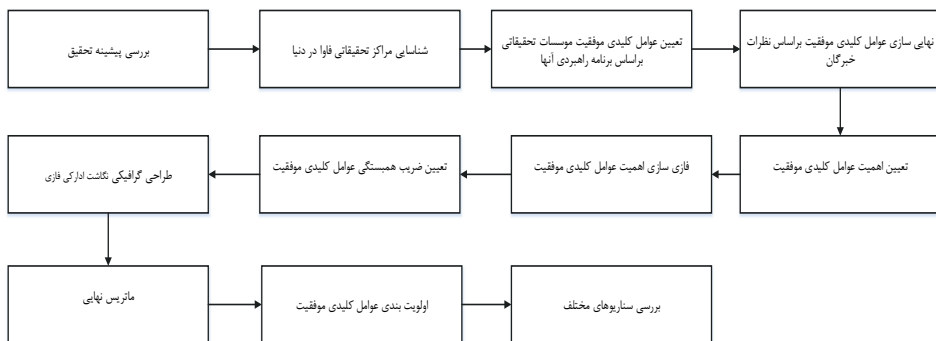 بررسی پیشینه تحقیق
شناسایی مراکز تحقیقاتی فاوا در دنیا
تعیین عوامل کلیدی موفقیت موسسات تحقیقاتی
براساس برنامه راهبردی آنها
نهایی سازی عوامل کلیدی موفقیت براساس نظرات
خبرگان
تعیین اهمیت عوامل کلیدی موفقیت
فازی سازی اهمیت عوامل کلیدی موفقیت
تعیین ضریب همبستگی عوامل کلیدی موفقیت
طراحی گرافیکی نگاشت ادارکی فازی
ماتریس نهایی
اولویت بندی عوامل کلیدی موفقیت
بررسی سناریوهای مختلف